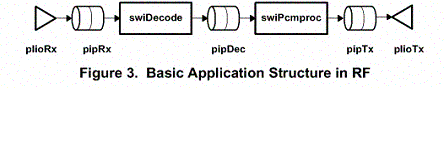 swiDecode swiPcmproc
plioRx pipRx pipDec pipTx plioTx
Figure 3. Basic Application Structure in RF